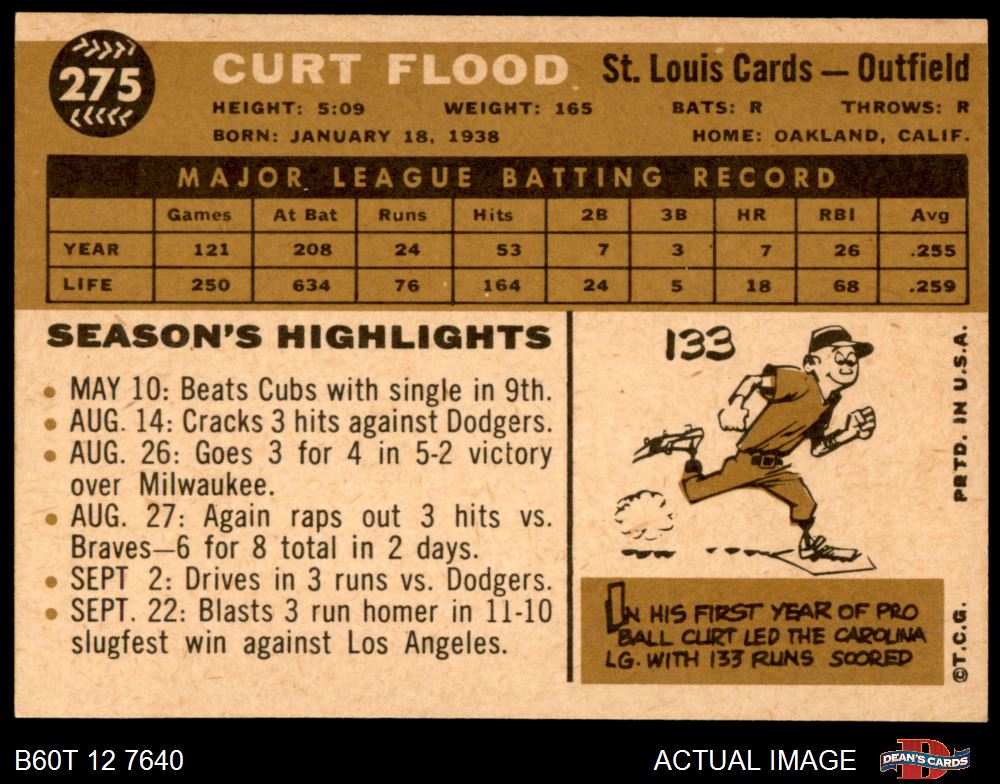 275
CURT FLOOD St. Louis Cards — Outfield
HEIGHT: 5:09 WEIGHT: 165 BATS: R THROWS: R
BORN: JANUARY 18, 1938 HOME: OAKLAND, CALIF.
MAJOR LEAGUE BATTING RECORD
Games At Bat Runs Hits 2B 3B HR RBI Avg
YEAR 121 208 24 53 7 3 7 26 .255
LIFE 250 634 76 164 24 5 18 68 .259
SEASON'S HIGHLIGHTS
• MAY 10: Beats Cubs with single in 9th.
• AUG. 14: Cracks 3 hits against Dodgers.
• AUG. 26: Goes 3 for 4 in 5-2 victory
over Milwaukee.
• AUG. 27: Again raps out 3 hits vs.
Braves—6 for 8 total in 2 days.
• SEPT 2: Drives in 3 runs vs. Dodgers.
• SEPT. 22: Blasts 3 run homer in 11-10
slugfest win against Los Angeles.
133
IN HIS FIRST YEAR OF PRO
BALL CURT LED THE CAROLINA
LG. WITH 133 RUNS SCORED
©T.C.G. PRTD. IN U.S.A.
B60T 12 7640 ACTUAL IMAGE DEAN'S CARDS